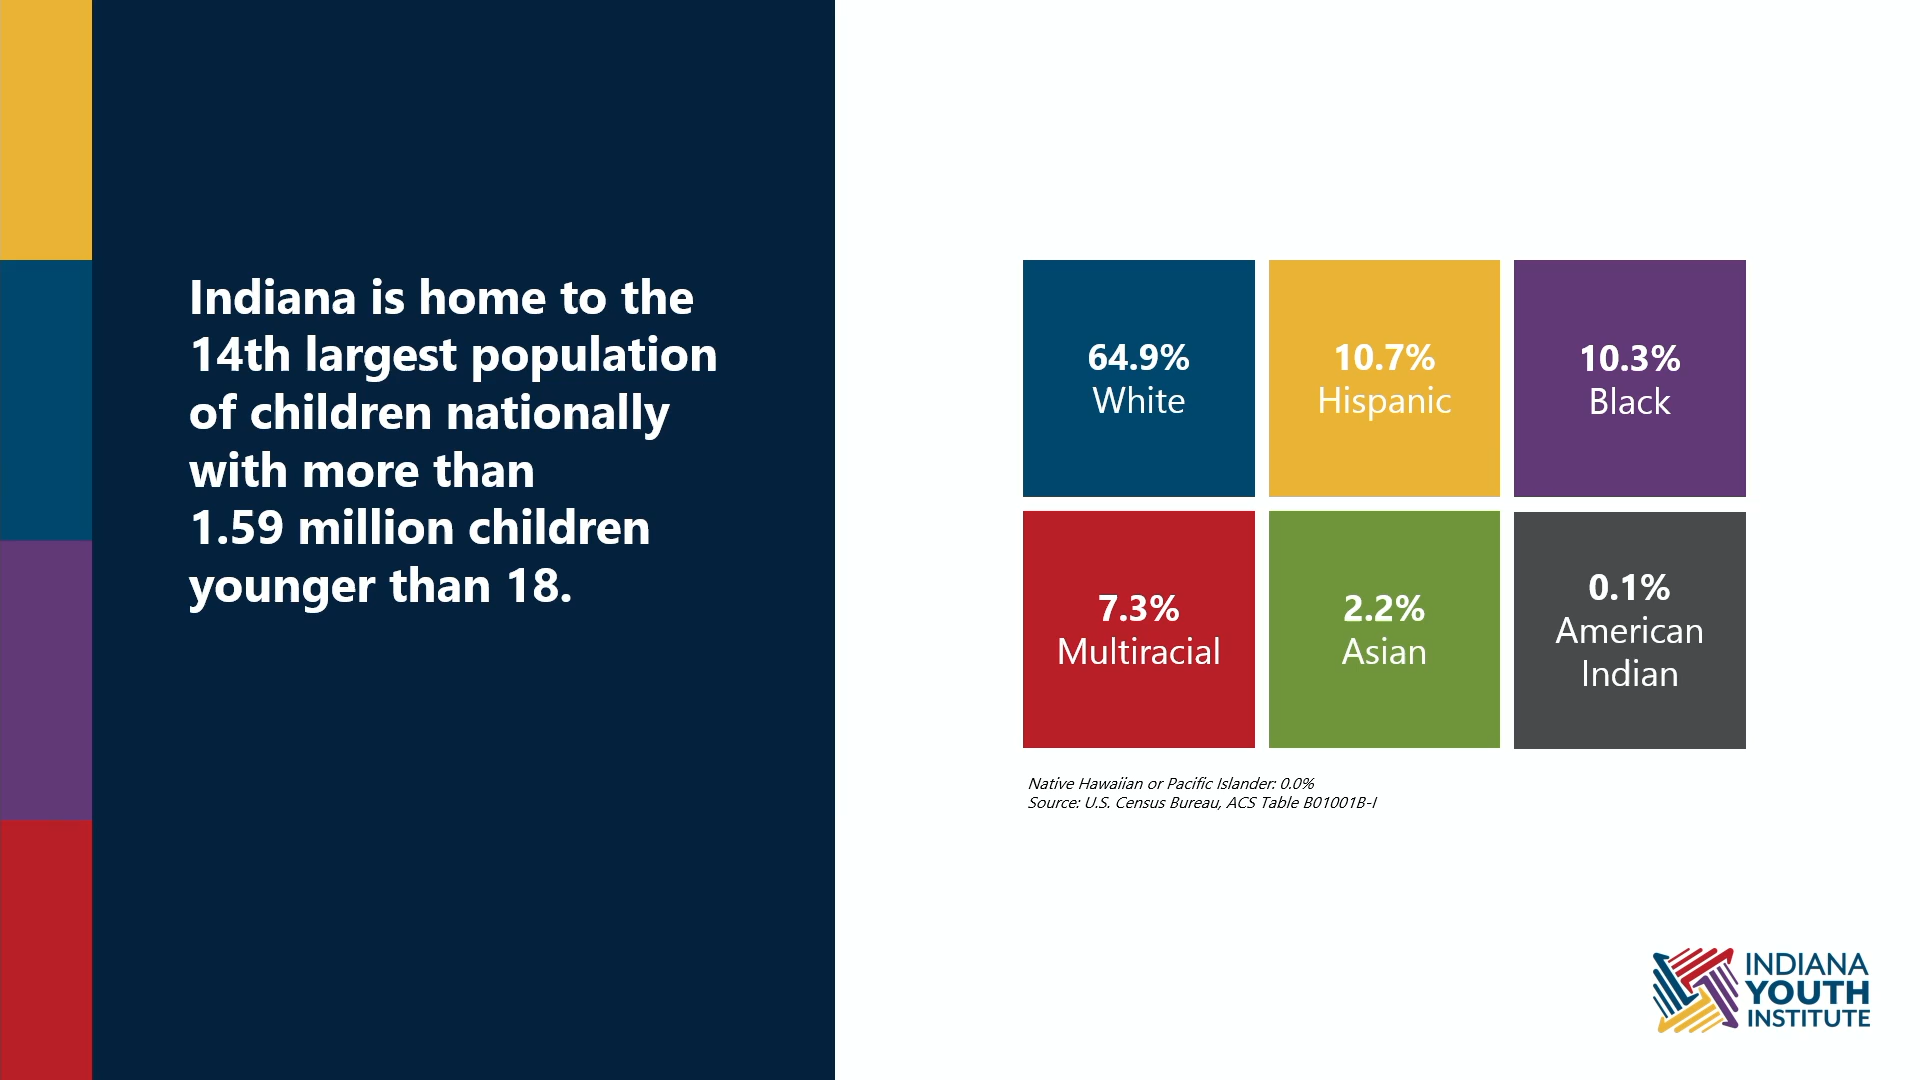 Indiana is home to the
14th largest population
of children nationally
with more than
1.59 million children
younger than 18.
64.9%
White
10.7%
Hispanic
10.3%
Black
7.3%
Multiracial
2.2%
Asian
0.1%
American
Indian
Native Hawaiian or Pacific Islander: 0.0%
Source: U.S. Census Bureau, ACS Table B01001B-I
INDIANA
YOUTH
INSTITUTE